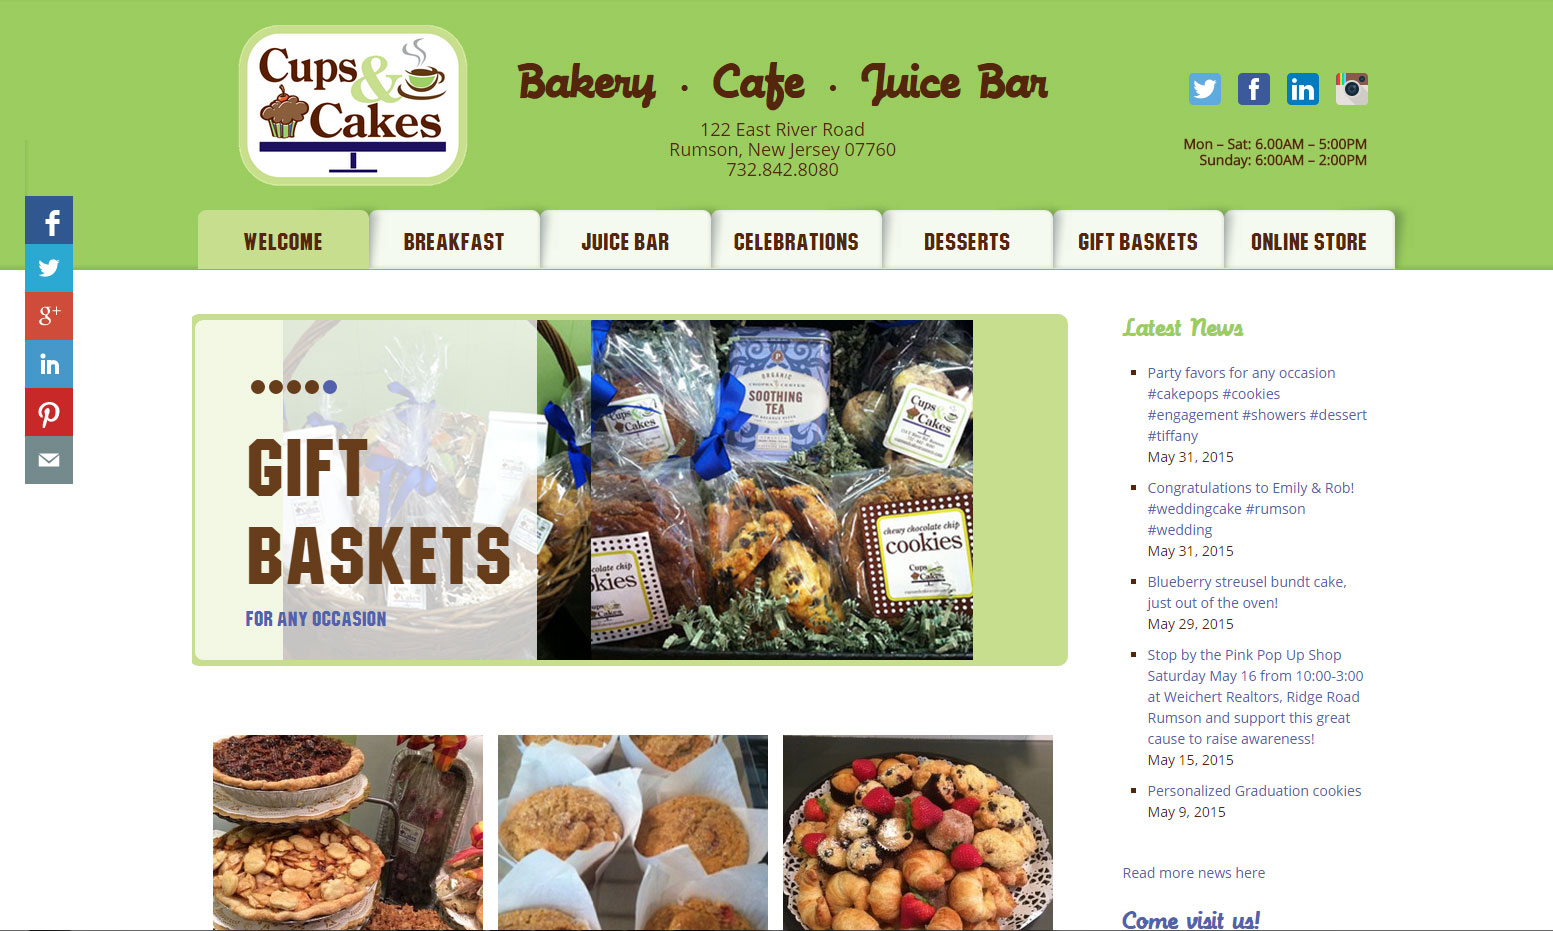 Cups &
Cakes
Bakery · Cafe · Juice Bar
122 East River Road
Rumson, New Jersey 07760
732.842.8080
Mon – Sat: 6.00AM – 5:00PM
Sunday: 6:00AM – 2:00PM
WELCOME
BREAKFAST
JUICE BAR
CELEBRATIONS
DESSERTS
GIFT BASKETS
ONLINE STORE
GIFT
BASKETS
FOR ANY OCCASION
Cups &
Cakes
ORGANIC
SOOTHING
TEA
Cups &
Cakes
chewy chocolate chip
cookies
Cups &
Cakes
colate chip
kies
Cups &
Cakes
Latest News
Party favors for any occasion
#cakepops #cookies
#engagement #showers #dessert
#tiffany
May 31, 2015
Congratulations to Emily & Rob!
#weddingcake #rumson
#wedding
May 31, 2015
Blueberry streusel bundt cake,
just out of the oven!
May 29, 2015
Stop by the Pink Pop Up Shop
Saturday May 16 from 10:00-3:00
at Weichert Realtors, Ridge Road
Rumson and support this great
cause to raise awareness!
May 15, 2015
Personalized Graduation cookies
May 9, 2015
Read more news here
Come visit us!